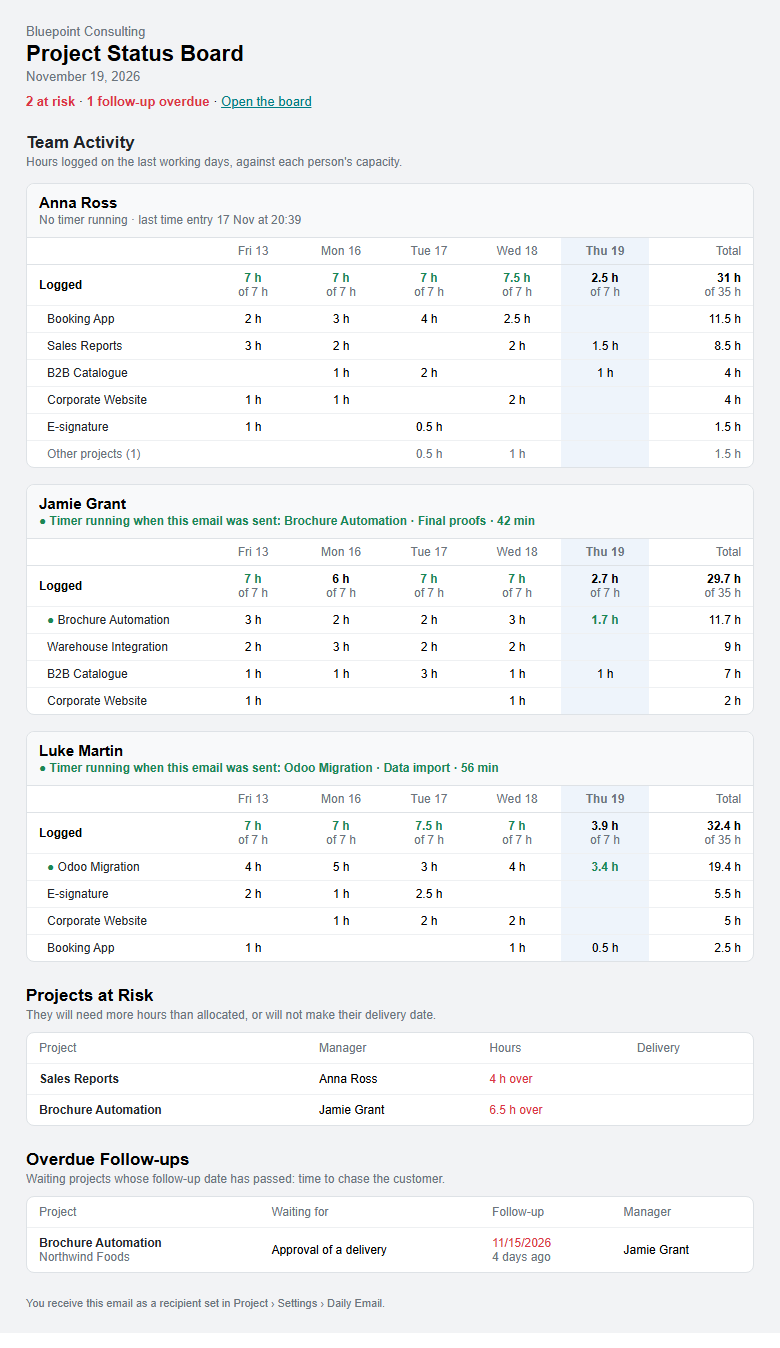 Bluepoint Consulting
Project Status Board
November 19, 2026
2 at risk · 1 follow-up overdue · Open the board
Team Activity
Hours logged on the last working days, against each person's capacity.
Anna Ross
No timer running · last time entry 17 Nov at 20:39
Fri 13 Mon 16 Tue 17 Wed 18 Thu 19 Total
Logged 7 h 7 h 7 h 7.5 h 2.5 h 31 h
of 7 h of 7 h of 7 h of 7 h of 7 h of 35 h
Booking App 2 h 3 h 4 h 2.5 h 11.5 h
Sales Reports 3 h 2 h 2 h 1.5 h 8.5 h
B2B Catalogue 1 h 2 h 1 h 4 h
Corporate Website 1 h 1 h 2 h 4 h
E-signature 1 h 0.5 h 1.5 h
Other projects (1) 0.5 h 1 h 1.5 h
Jamie Grant
● Timer running when this email was sent: Brochure Automation · Final proofs · 42 min
Fri 13 Mon 16 Tue 17 Wed 18 Thu 19 Total
Logged 7 h 6 h 7 h 7 h 2.7 h 29.7 h
of 7 h of 7 h of 7 h of 7 h of 7 h of 35 h
● Brochure Automation 3 h 2 h 2 h 3 h 1.7 h 11.7 h
Warehouse Integration 2 h 3 h 2 h 2 h 9 h
B2B Catalogue 1 h 1 h 3 h 1 h 1 h 7 h
Corporate Website 1 h 1 h 2 h
Luke Martin
● Timer running when this email was sent: Odoo Migration · Data import · 56 min
Fri 13 Mon 16 Tue 17 Wed 18 Thu 19 Total
Logged 7 h 7 h 7.5 h 7 h 3.9 h 32.4 h
of 7 h of 7 h of 7 h of 7 h of 7 h of 35 h
● Odoo Migration 4 h 5 h 3 h 4 h 3.4 h 19.4 h
E-signature 2 h 1 h 2.5 h 5.5 h
Corporate Website 1 h 2 h 2 h 5 h
Booking App 1 h 1 h 0.5 h 2.5 h
Projects at Risk
They will need more hours than allocated, or will not make their delivery date.
Project Manager Hours Delivery
Sales Reports Anna Ross 4 h over
Brochure Automation Jamie Grant 6.5 h over
Overdue Follow-ups
Waiting projects whose follow-up date has passed: time to chase the customer.
Project Waiting for Follow-up Manager
Brochure Automation Approval of a delivery 11/15/2026 Jamie Grant
Northwind Foods 4 days ago
You receive this email as a recipient set in Project › Settings › Daily Email.